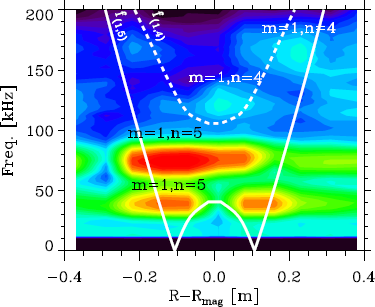 200
150
100
50
0
Freq. [kHz]
f(1,5)
f(1,4)
m=1,n=4
m=1,n=4
m=1,n=5
m=1,n=5
−0.4 −0.2 0.0 0.2 0.4
R−Rmag [m]